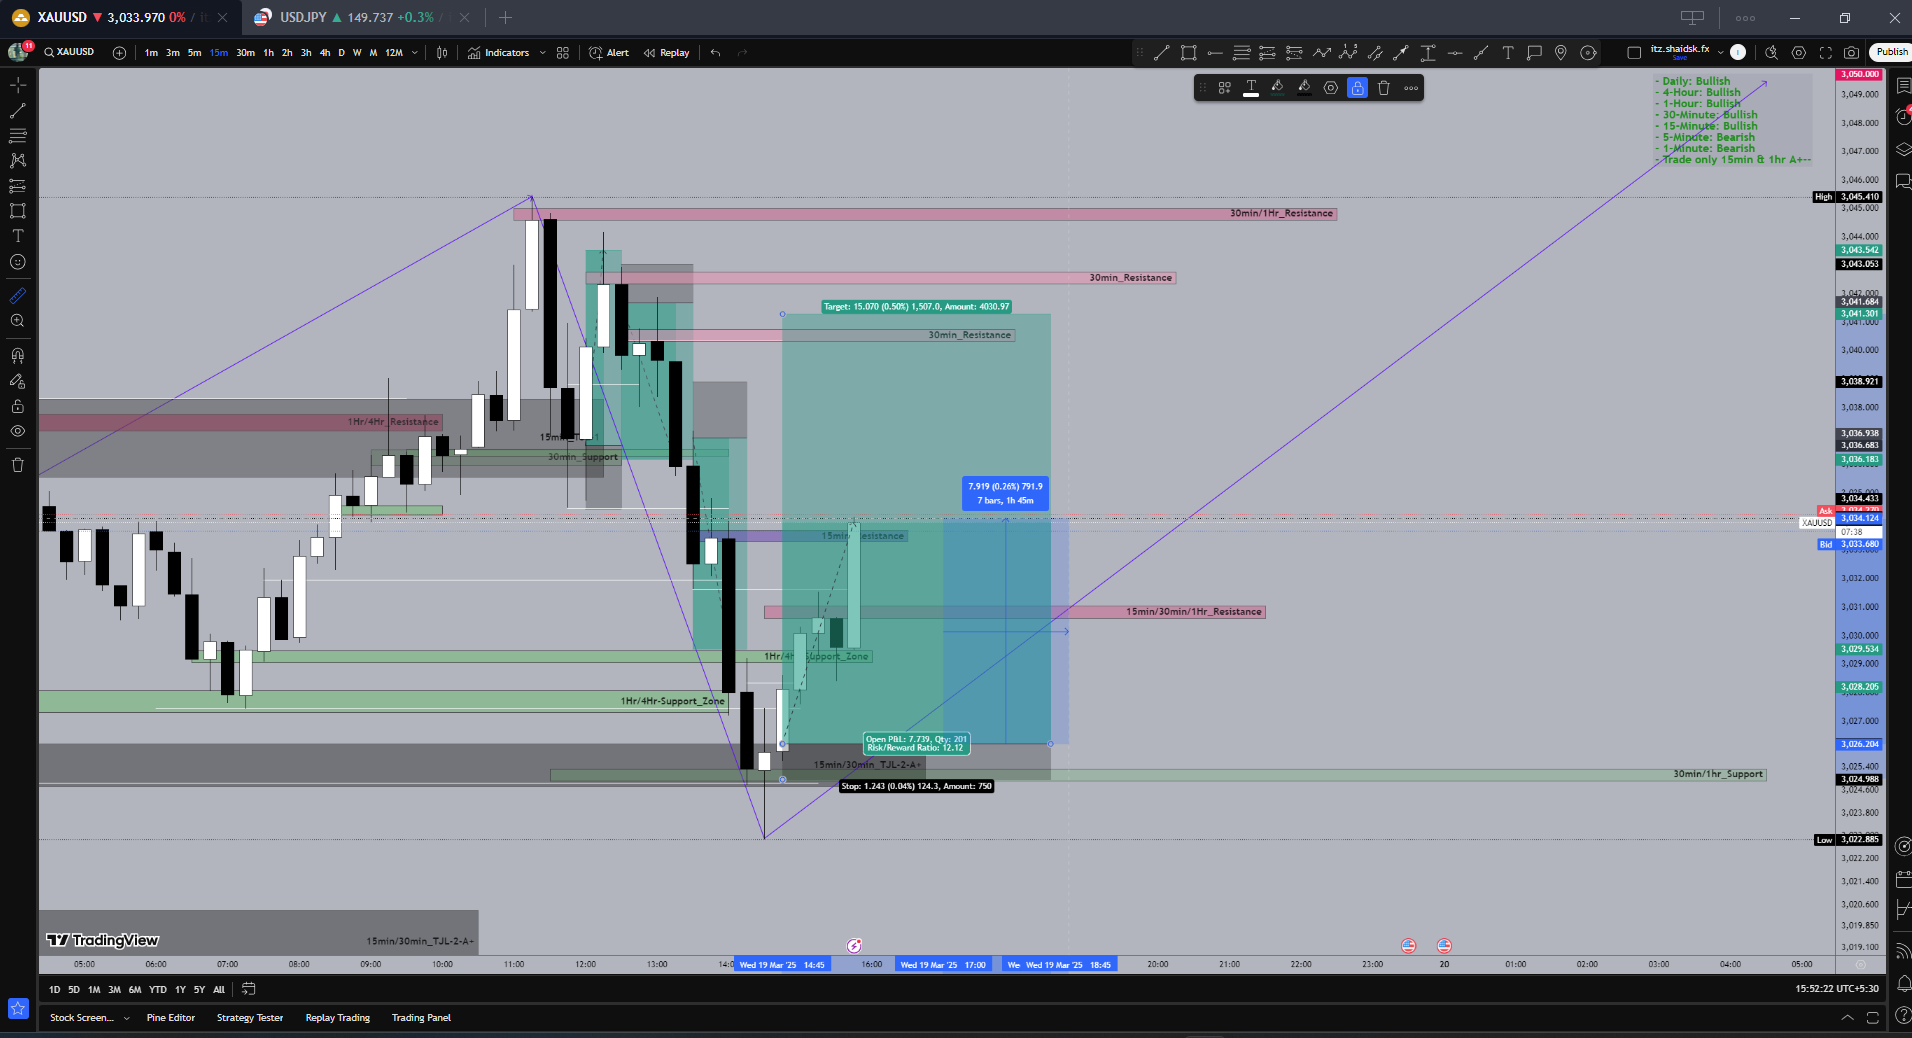 XAUUSD ▼ 3,033.970 0% /
USDJPY ▲ 149.737 +0.3% /
11
XAUUSD
1m 3m 5m 15m 30m 1h 2h 3h 4h D W M 12M
Indicators
Alert
Replay
itz.shaidsk.fx
Save
Publish
- Daily: Bullish
- 4-Hour: Bullish
- 1-Hour: Bullish
- 30-Minute: Bullish
- 15-Minute: Bullish
- 5-Minute: Bearish
- 1-Minute: Bearish
- Trade only 15min & 1hr A+--
30min/1Hr_Resistance
30min_Resistance
Target: 15.070 (0.50%) 1,507.0, Amount: 4030.97
30min_Resistance
1Hr/4Hr_Resistance
30min_Support
7.919 (0.26%) 791.9
7 bars, 1h 45m
15min_Resistance
15min/30min/1Hr_Resistance
1Hr/4Hr-Support_Zone
1Hr/4Hr-Support_Zone
Open P&L: 7.739, Qty: 201
Risk/Reward Ratio: 12.12
15min/30min_TJL-2-A+
30min/1hr_Support
Stop: 1.243 (0.04%) 124.3, Amount: 750
15min/30min_TJL-2-A+
TradingView
3,050.000
3,049.000
3,048.000
3,047.000
3,046.000
High 3,045.410
3,045.000
3,044.000
3,043.542
3,043.053
3,042.000
3,041.684
3,041.301
3,041.000
3,040.000
3,038.921
3,038.000
3,036.938
3,036.683
3,036.183
3,034.433
Ask
3,034.124
XAUUSD
07:38
Bid 3,033.680
3,032.000
3,031.000
3,030.000
3,029.534
3,029.000
3,028.205
3,027.000
3,026.204
3,025.400
3,024.988
3,024.600
3,023.800
Low 3,022.885
3,022.200
3,021.400
3,020.600
3,019.850
3,019.100
05:00 06:00 07:00 08:00 09:00 10:00 11:00 12:00 13:00 Wed 19 Mar '25 14:45 16:00 Wed 19 Mar '25 17:00 We Wed 19 Mar '25 18:45 20:00 21:00 22:00 23:00 20 01:00 02:00 03:00 04:00 05:00
1D 5D 1M 3M 6M YTD 1Y 5Y All
15:52:22 UTC+5:30
Stock Screen... Pine Editor Strategy Tester Replay Trading Trading Panel